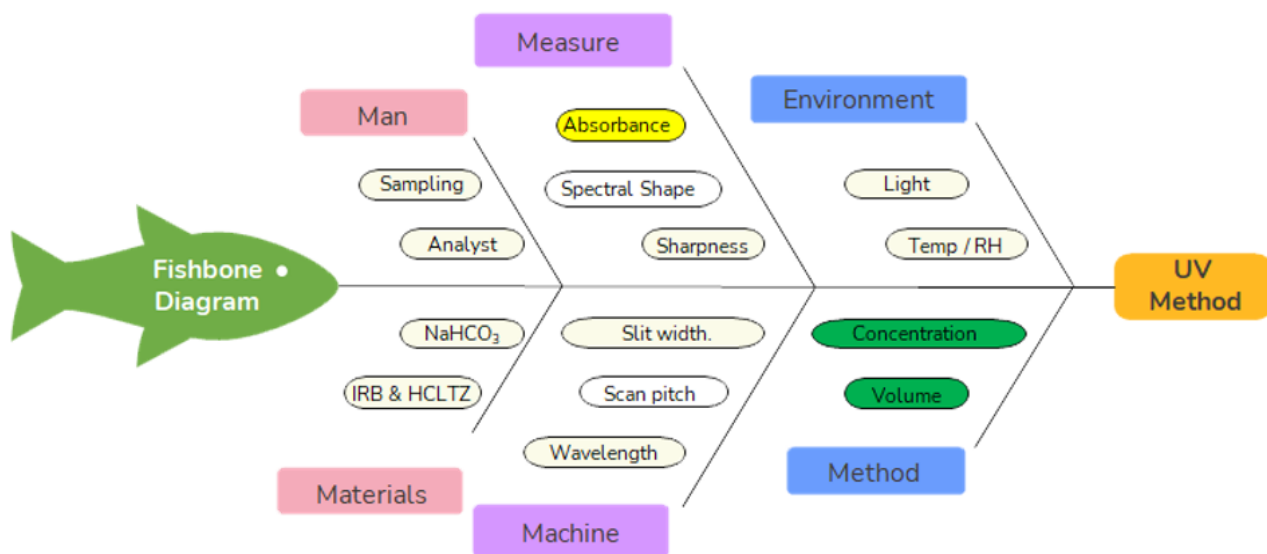 Measure
Environment
Man
Absorbance
Sampling
Spectral Shape
Light
Analyst
Sharpness
Temp / RH
Fishbone
Diagram
UV
Method
NaHCO₃
Slit width.
Concentration
IRB & HCLTZ
Scan pitch
Volume
Wavelength
Method
Materials
Machine